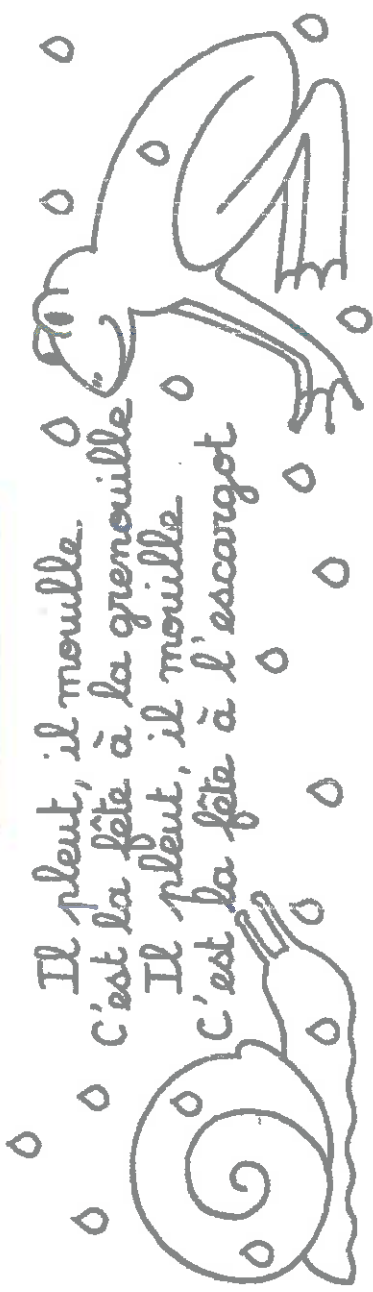 Il pleut, il mouille.
C'est la fête à la grenouille
Il pleut, il mouille
C'est la fête à l'escargot